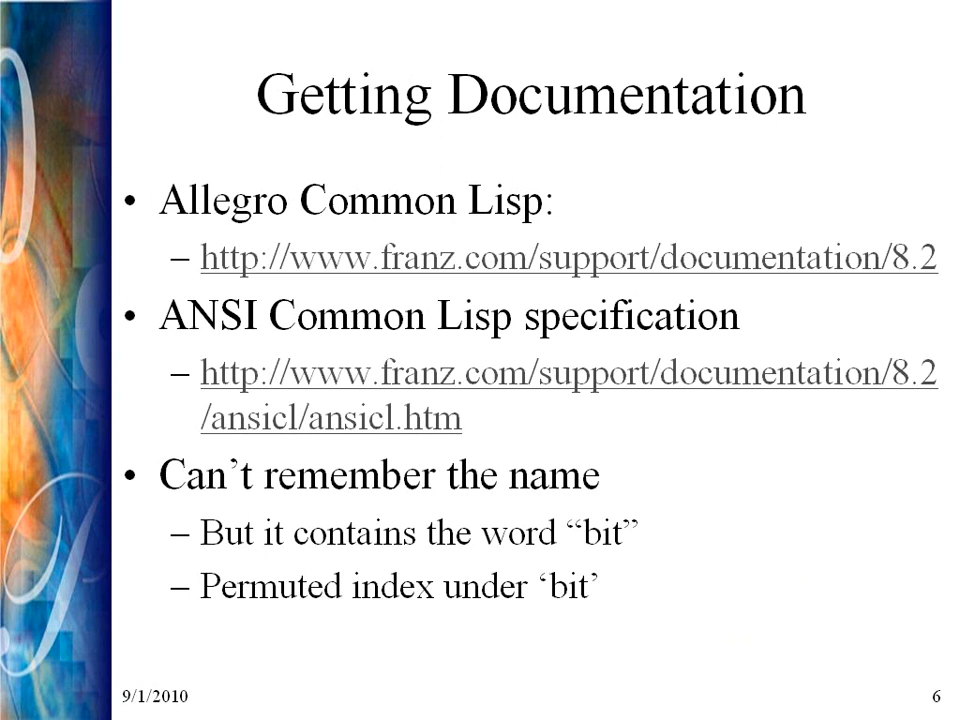 Getting Documentation
• Allegro Common Lisp:
– http://www.franz.com/support/documentation/8.2
• ANSI Common Lisp specification
– http://www.franz.com/support/documentation/8.2
/ansicl/ansicl.htm
• Can’t remember the name
– But it contains the word “bit”
– Permuted index under ‘bit’
9/1/2010
6